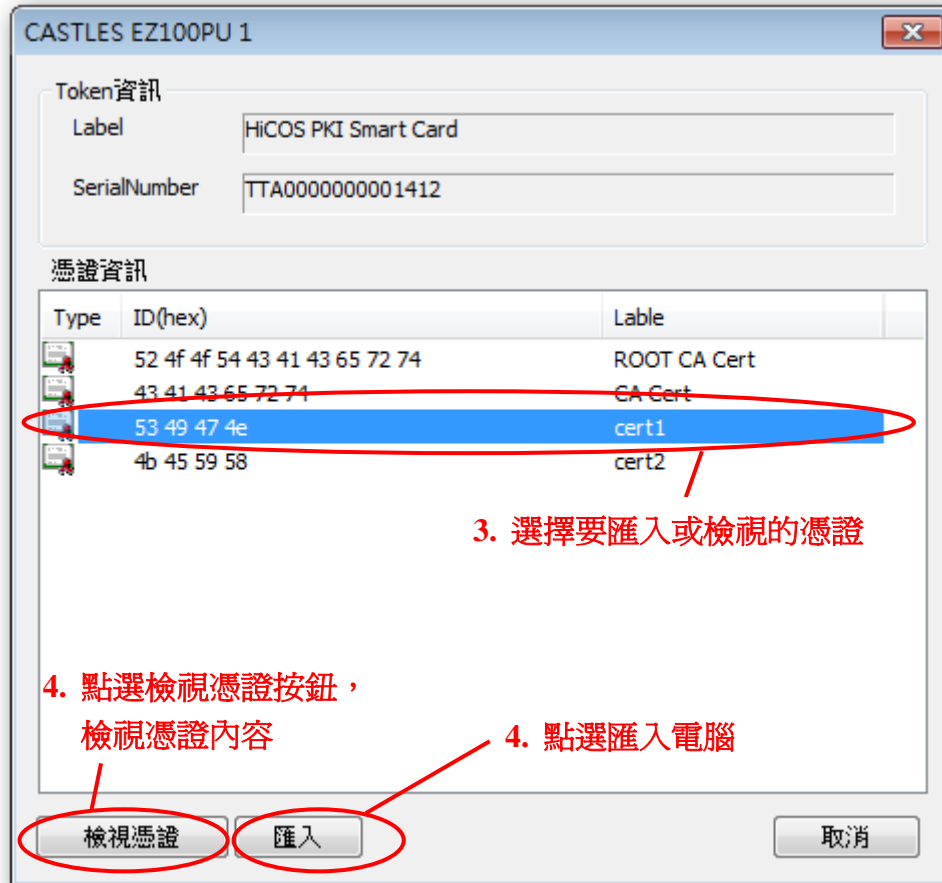 CASTLES EZ100PU 1
Token資訊
Label HiCOS PKI Smart Card
SerialNumber TTA0000000001412
憑證資訊
Type ID(hex) Lable
52 4f 4f 54 43 41 43 65 72 74 ROOT CA Cert
43 41 43 65 72 74 CA Cert
53 49 47 4e cert1
4b 45 59 58 cert2
3. 選擇要匯入或檢視的憑證
4. 點選檢視憑證按鈕，
檢視憑證內容
4. 點選匯入電腦
檢視憑證 匯入 取消